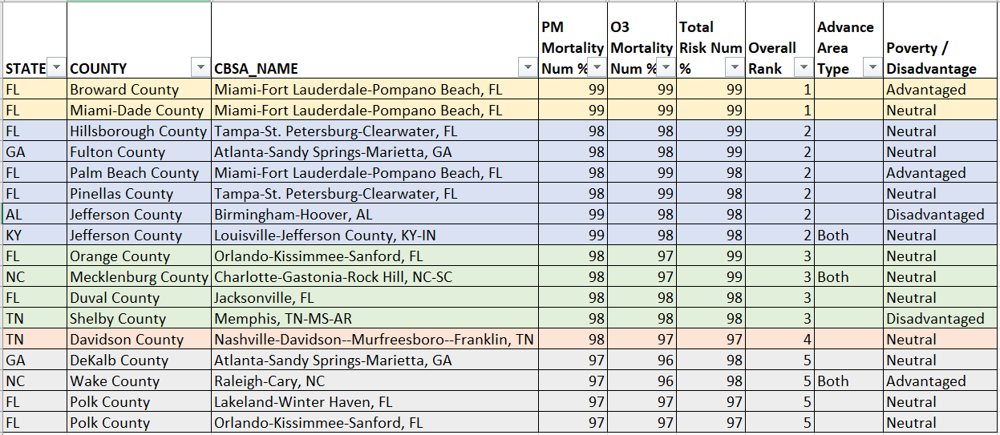 STATE COUNTY CBSA_NAME PM Mortality Num % O3 Mortality Num % Total Risk Num % Overall Rank Advance Area Type Poverty / Disadvantage
FL Broward County Miami-Fort Lauderdale-Pompano Beach, FL 99 99 99 1 Advantaged
FL Miami-Dade County Miami-Fort Lauderdale-Pompano Beach, FL 99 99 99 1 Neutral
FL Hillsborough County Tampa-St. Petersburg-Clearwater, FL 98 98 99 2 Neutral
GA Fulton County Atlanta-Sandy Springs-Marietta, GA 98 98 99 2 Neutral
FL Palm Beach County Miami-Fort Lauderdale-Pompano Beach, FL 98 99 98 2 Advantaged
FL Pinellas County Tampa-St. Petersburg-Clearwater, FL 98 99 98 2 Neutral
AL Jefferson County Birmingham-Hoover, AL 99 98 98 2 Disadvantaged
KY Jefferson County Louisville-Jefferson County, KY-IN 99 98 98 2 Both Neutral
FL Orange County Orlando-Kissimmee-Sanford, FL 98 97 99 3 Neutral
NC Mecklenburg County Charlotte-Gastonia-Rock Hill, NC-SC 98 97 99 3 Both Neutral
FL Duval County Jacksonville, FL 98 98 98 3 Neutral
TN Shelby County Memphis, TN-MS-AR 98 98 98 3 Disadvantaged
TN Davidson County Nashville-Davidson--Murfreesboro--Franklin, TN 98 97 97 4 Neutral
GA DeKalb County Atlanta-Sandy Springs-Marietta, GA 97 96 98 5 Neutral
NC Wake County Raleigh-Cary, NC 97 96 98 5 Both Advantaged
FL Polk County Lakeland-Winter Haven, FL 97 97 97 5 Neutral
FL Polk County Orlando-Kissimmee-Sanford, FL 97 97 97 5 Neutral